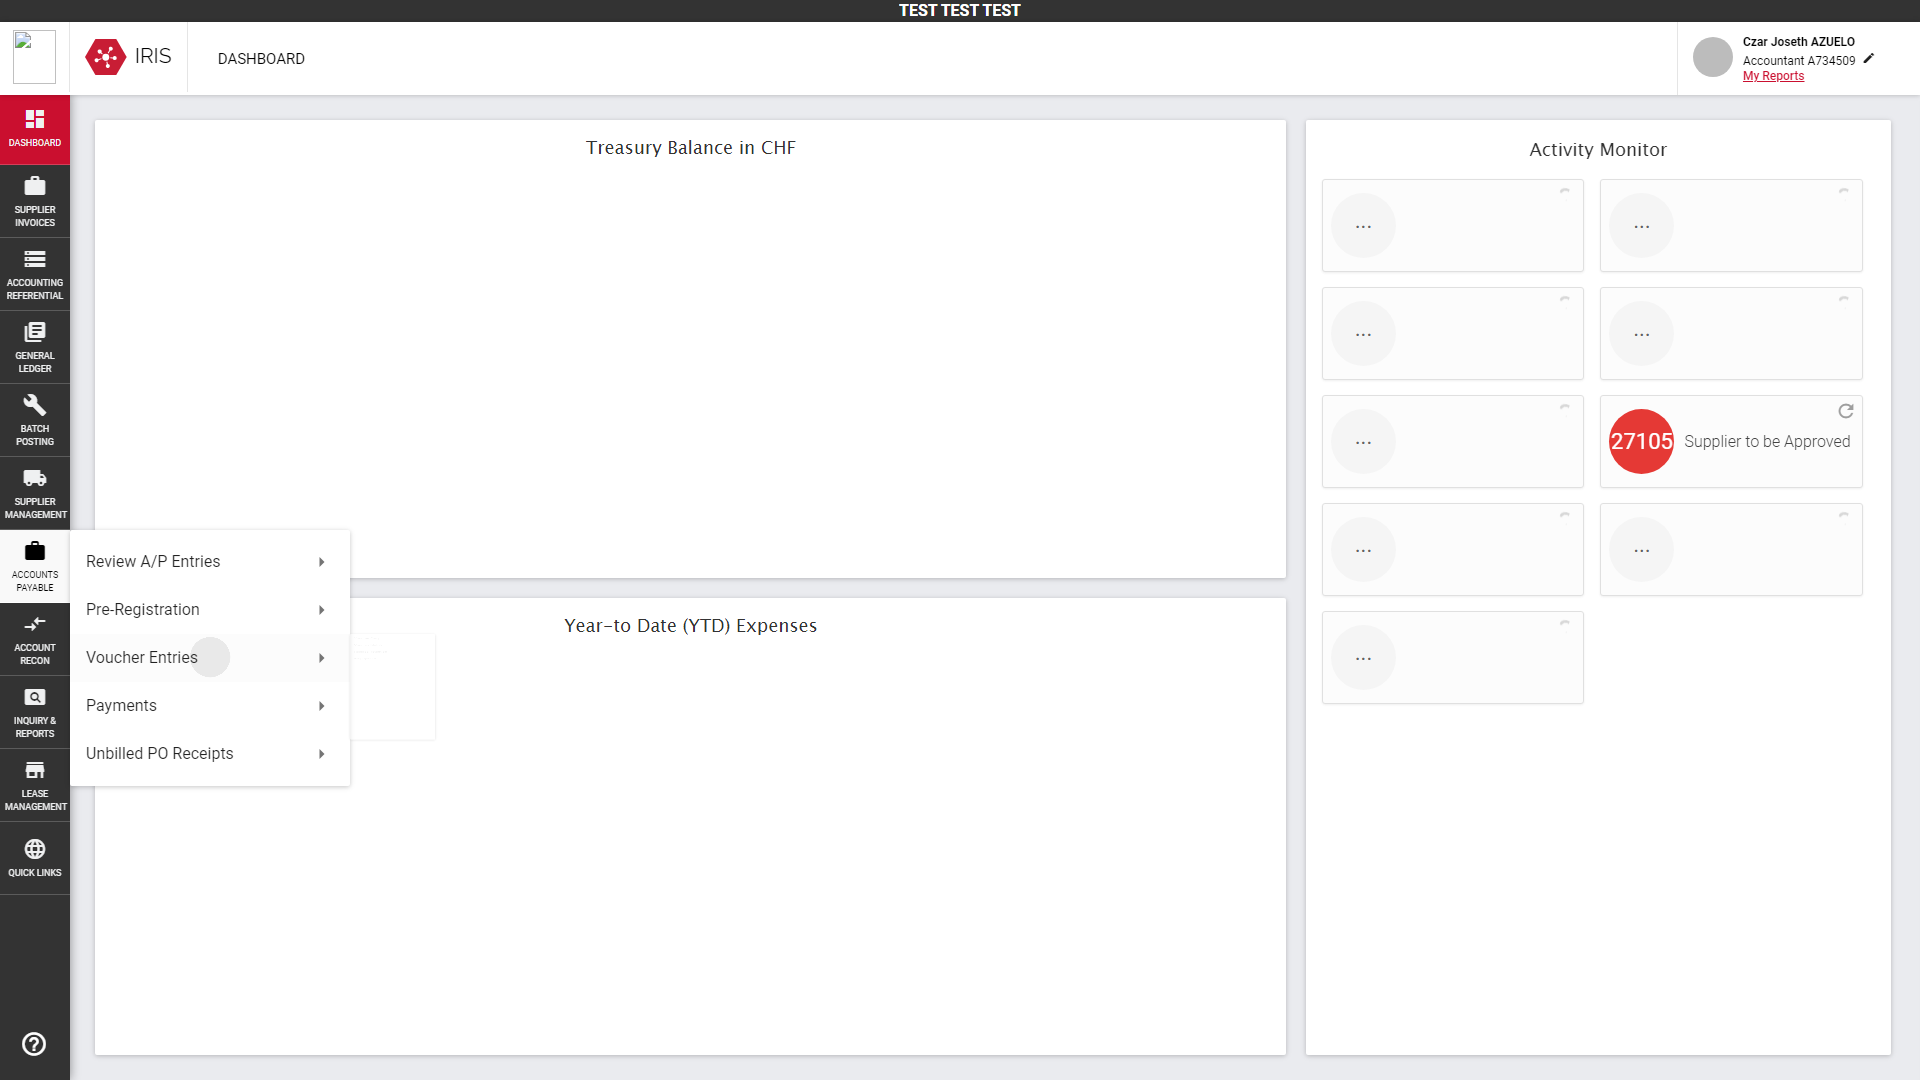 TEST TEST TEST
IRIS
DASHBOARD
Czar Joseth AZUELO
Accountant A734509
My Reports
DASHBOARD
SUPPLIER
INVOICES
ACCOUNTING
REFERENTIAL
GENERAL
LEDGER
BATCH
POSTING
SUPPLIER
MANAGEMENT
ACCOUNTS
PAYABLE
ACCOUNT
RECON
INQUIRY &
REPORTS
LEASE
MANAGEMENT
QUICK LINKS
Review A/P Entries
Pre-Registration
Voucher Entries
Payments
Unbilled PO Receipts
Treasury Balance in CHF
Year-to Date (YTD) Expenses
Activity Monitor
... ...
... ...
... 27105 Supplier to be Approved
... ...
...